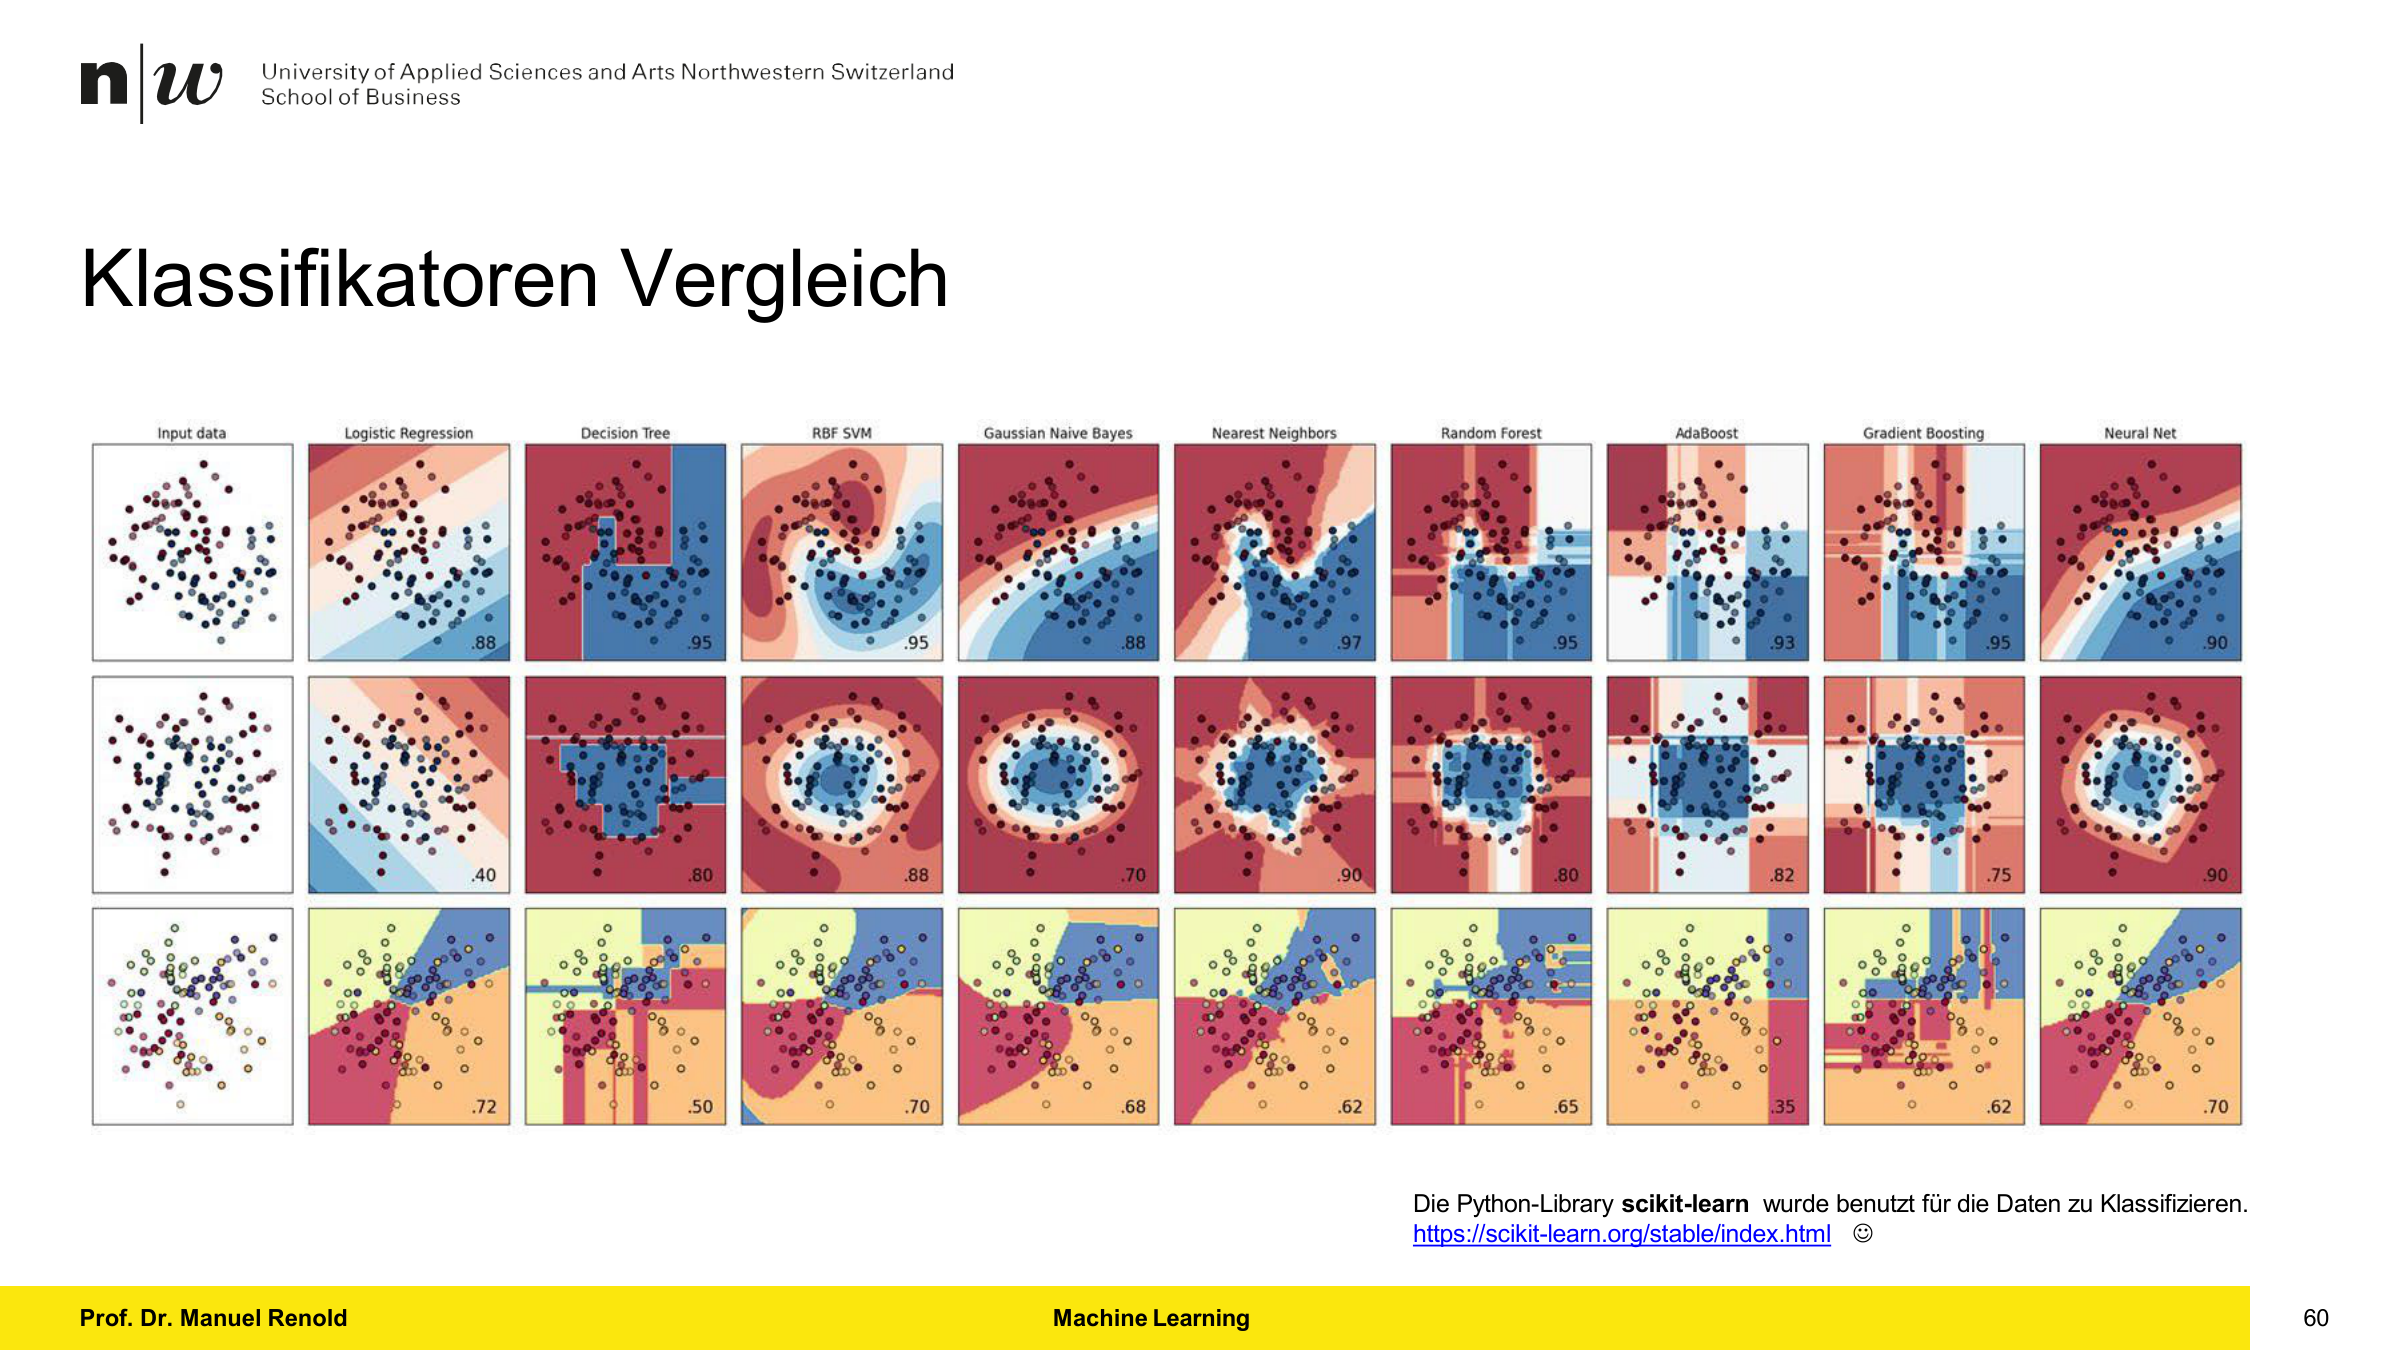 n|w
University of Applied Sciences and Arts Northwestern Switzerland
School of Business
Klassifikatoren Vergleich
Input data Logistic Regression Decision Tree RBF SVM Gaussian Naive Bayes Nearest Neighbors Random Forest AdaBoost Gradient Boosting Neural Net
.88 .95 .95 .88 .97 .95 .93 .95 .90
.40 .80 .88 .70 .90 .80 .82 .75 .90
.72 .50 .70 .68 .62 .65 .35 .62 .70
Die Python-Library scikit-learn wurde benutzt für die Daten zu Klassifizieren.
https://scikit-learn.org/stable/index.html ☺
Prof. Dr. Manuel Renold Machine Learning 60